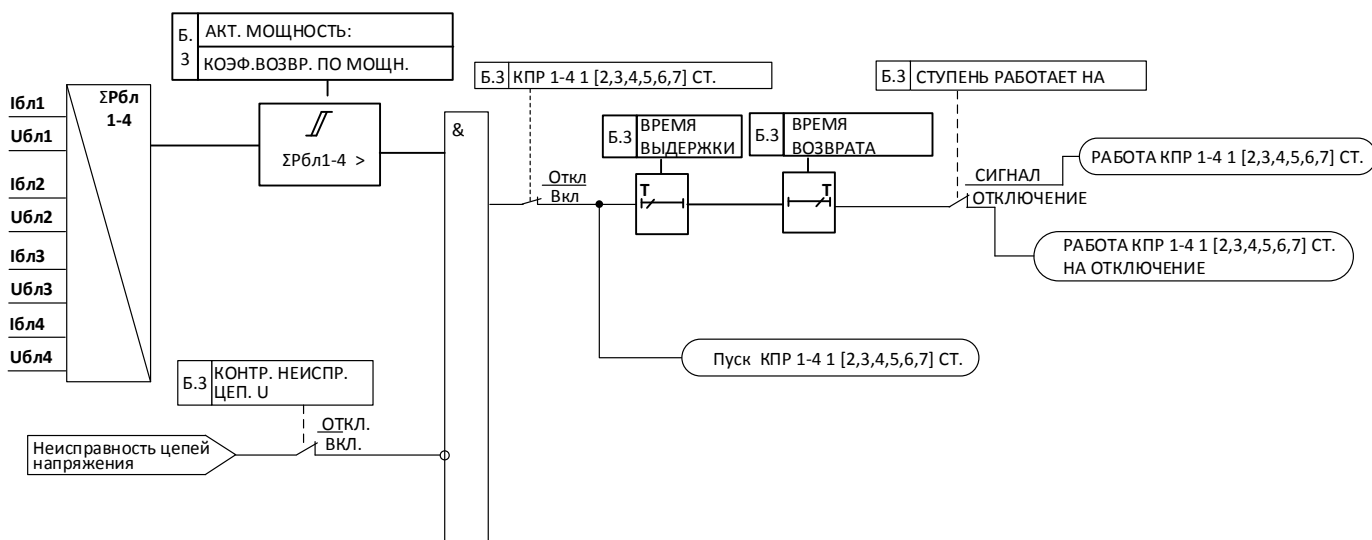 Б.
3
АКТ. МОЩНОСТЬ:
КОЭФ.ВОЗВР. ПО МОЩН.
Iбл1
Uбл1
Iбл2
Uбл2
Iбл3
Uбл3
Iбл4
Uбл4
ΣРбл
1-4
ΣРбл1-4 >
&
Б.3 КПР 1-4 1 [2,3,4,5,6,7] СТ.
Откл
Вкл
Б.3 ВРЕМЯ
ВЫДЕРЖКИ
Т
Б.3 ВРЕМЯ
ВОЗВРАТА
Т
Б.3 СТУПЕНЬ РАБОТАЕТ НА
СИГНАЛ
ОТКЛЮЧЕНИЕ
РАБОТА КПР 1-4 1 [2,3,4,5,6,7] СТ.
РАБОТА КПР 1-4 1 [2,3,4,5,6,7] СТ.
НА ОТКЛЮЧЕНИЕ
Пуск КПР 1-4 1 [2,3,4,5,6,7] СТ.
Б.3 КОНТР. НЕИСПР.
ЦЕП. U
ОТКЛ.
ВКЛ.
Неисправность цепей
напряжения